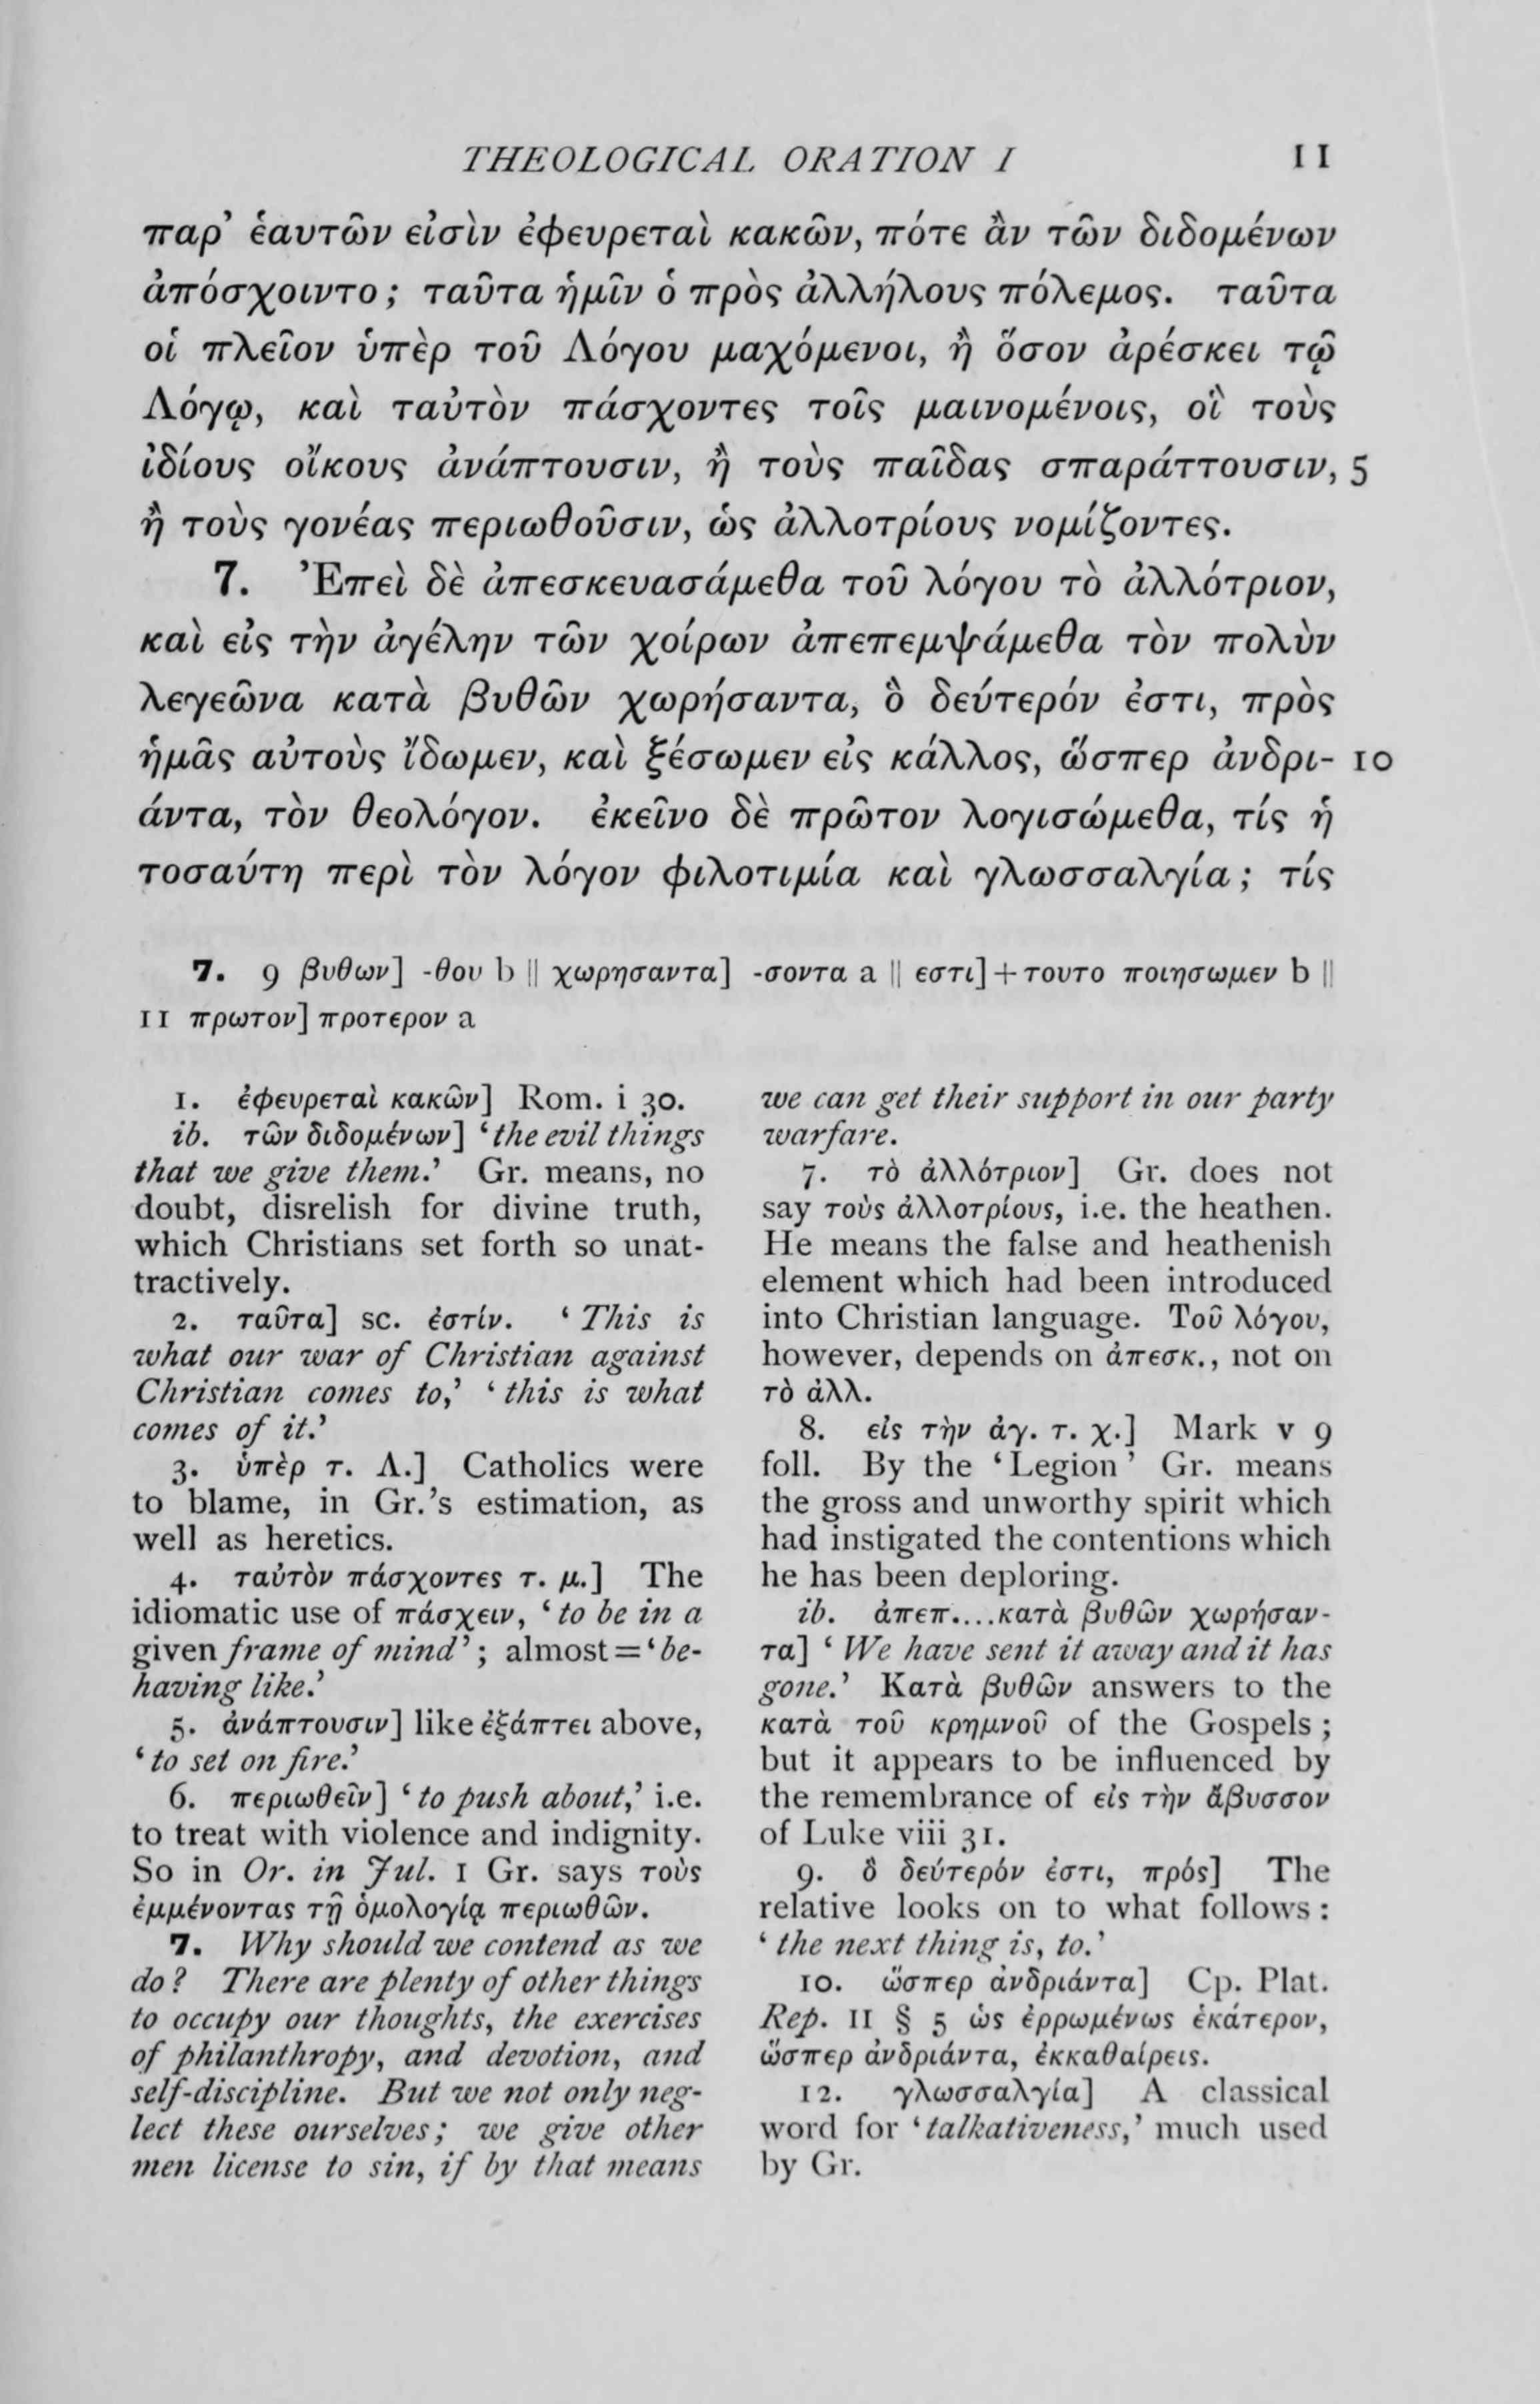 THEOLOGICAL ORATION I 11
παρ’ ἑαυτῶν εἰσὶν ἐφευρεταὶ κακῶν, πότε ἂν τῶν διδομένων
ἀπόσχοιντο; ταῦτα ἡμῖν ὁ πρὸς ἀλλήλους πόλεμος. ταῦτα
οἱ πλεῖον ὑπὲρ τοῦ Λόγου μαχόμενοι, ἢ ὅσον ἀρέσκει τῷ
Λόγῳ, καὶ ταὐτὸν πάσχοντες τοῖς μαινομένοις, οἳ τοὺς
ἰδίους οἴκους ἀνάπτουσιν, ἢ τοὺς παῖδας σπαράττουσιν, 5
ἢ τοὺς γονέας περιωθοῦσιν, ὡς ἀλλοτρίους νομίζοντες.
7. Ἐπεὶ δὲ ἀπεσκευασάμεθα τοῦ λόγου τὸ ἀλλότριον,
καὶ εἰς τὴν ἀγέλην τῶν χοίρων ἀπεπεμψάμεθα τὸν πολὺν
λεγεῶνα κατὰ βυθῶν χωρήσαντα, ὃ δεύτερόν ἐστι, πρὸς
ἡμᾶς αὐτοὺς ἴδωμεν, καὶ ξέσωμεν εἰς κάλλος, ὥσπερ ἀνδρι- 10
άντα, τὸν θεολόγον. ἐκεῖνο δὲ πρῶτον λογισώμεθα, τίς ἡ
τοσαύτη περὶ τὸν λόγον φιλοτιμία καὶ γλωσσαλγία; τίς
7. 9 βυθων] -θου b || χωρησαντα] -σοντα a || εστι] + τουτο ποιησωμεν b ||
11 πρωτον] προτερον a
1. ἐφευρεταὶ κακῶν] Rom. i 30.
ib. τῶν διδομένων] ‘the evil things
that we give them.’ Gr. means, no
doubt, disrelish for divine truth,
which Christians set forth so unat-
tractively.
2. ταῦτα] sc. ἐστίν. ‘This is
what our war of Christian against
Christian comes to,’ ‘this is what
comes of it.’
3. ὑπὲρ τ. Λ.] Catholics were
to blame, in Gr.’s estimation, as
well as heretics.
4. ταὐτὸν πάσχοντες τ. μ.] The
idiomatic use of πάσχειν, ‘to be in a
given frame of mind’; almost = ‘be-
having like.’
5. ἀνάπτουσιν] like ἐξάπτει above,
‘to set on fire.’
6. περιωθεῖν] ‘to push about,’ i.e.
to treat with violence and indignity.
So in Or. in Jul. 1 Gr. says τοὺς
ἐμμένοντας τῇ ὁμολογίᾳ περιωθῶν.
7. Why should we contend as we
do? There are plenty of other things
to occupy our thoughts, the exercises
of philanthropy, and devotion, and
self-discipline. But we not only neg-
lect these ourselves; we give other
men license to sin, if by that means
we can get their support in our party
warfare.
7. τὸ ἀλλότριον] Gr. does not
say τοὺς ἀλλοτρίους, i.e. the heathen.
He means the false and heathenish
element which had been introduced
into Christian language. Τοῦ λόγου,
however, depends on ἀπεσκ., not on
τὸ ἀλλ.
8. εἰς τὴν ἀγ. τ. χ.] Mark v 9
foll. By the ‘Legion’ Gr. means
the gross and unworthy spirit which
had instigated the contentions which
he has been deploring.
ib. ἀπεπ....κατὰ βυθῶν χωρήσαν-
τα] ‘We have sent it away and it has
gone.’ Κατὰ βυθῶν answers to the
κατὰ τοῦ κρημνοῦ of the Gospels;
but it appears to be influenced by
the remembrance of εἰς τὴν ἄβυσσον
of Luke viii 31.
9. ὃ δεύτερόν ἐστι, πρός] The
relative looks on to what follows:
‘the next thing is, to.’
10. ὥσπερ ἀνδριάντα] Cp. Plat.
Rep. II § 5 ὡς ἐρρωμένως ἑκάτερον,
ὥσπερ ἀνδριάντα, ἐκκαθαίρεις.
12. γλωσσαλγία] A classical
word for ‘talkativeness,’ much used
by Gr.